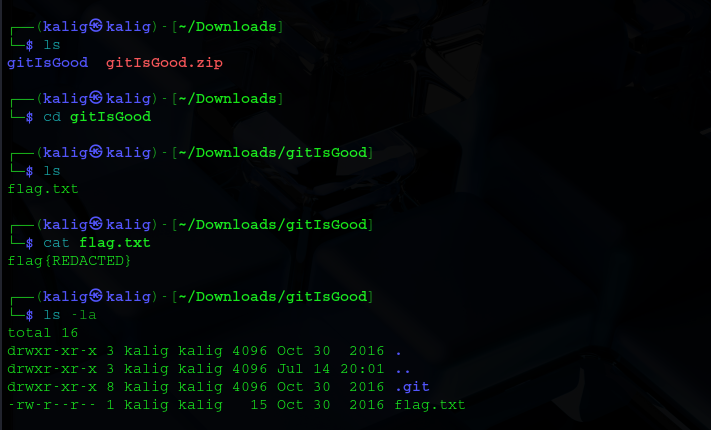 ┌──(kalig㉿kalig)-[~/Downloads]
└─$ ls
gitIsGood  gitIsGood.zip
┌──(kalig㉿kalig)-[~/Downloads]
└─$ cd gitIsGood
┌──(kalig㉿kalig)-[~/Downloads/gitIsGood]
└─$ ls
flag.txt
┌──(kalig㉿kalig)-[~/Downloads/gitIsGood]
└─$ cat flag.txt
flag{REDACTED}
┌──(kalig㉿kalig)-[~/Downloads/gitIsGood]
└─$ ls -la
total 16
drwxr-xr-x 3 kalig kalig 4096 Oct 30  2016 .
drwxr-xr-x 3 kalig kalig 4096 Jul 14 20:01 ..
drwxr-xr-x 8 kalig kalig 4096 Oct 30  2016 .git
-rw-r--r-- 1 kalig kalig   15 Oct 30  2016 flag.txt